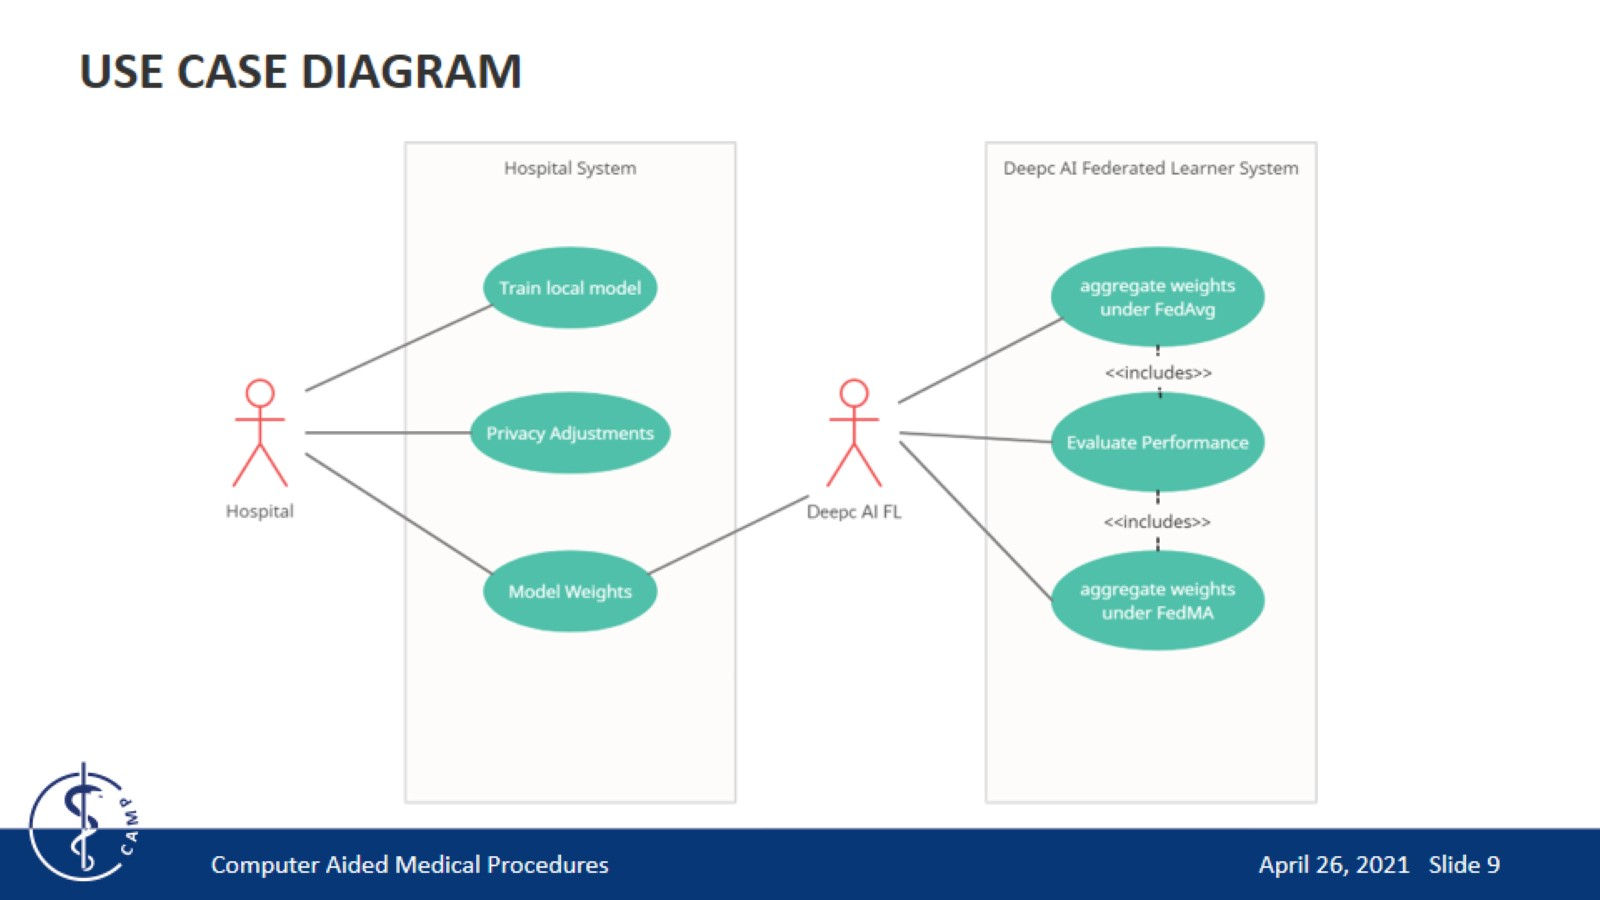 USE CASE DIAGRAM
Hospital System
Train local model
Privacy Adjustments
Model Weights
Hospital
Deepc AI FL
Deepc AI Federated Learner System
aggregate weights
under FedAvg
<<includes>>
Evaluate Performance
<<includes>>
aggregate weights
under FedMA
CAMP
Computer Aided Medical Procedures
April 26, 2021 Slide 9